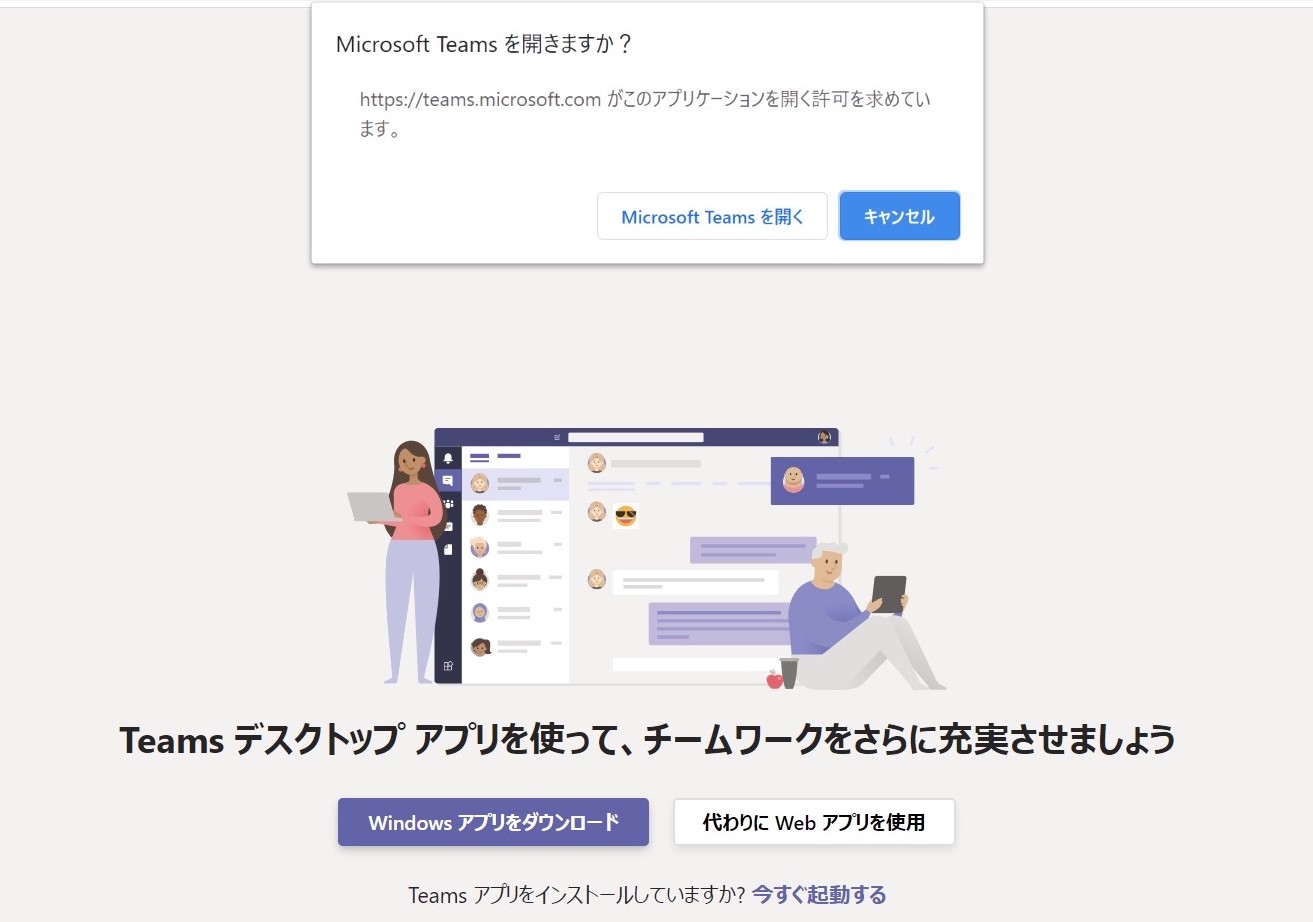 Microsoft Teams を開きますか？
https://teams.microsoft.com がこのアプリケーションを開く許可を求めてい
ます。
Microsoft Teams を開く
キャンセル
Teams デスクトップ アプリを使って、チームワークをさらに充実させましょう
Windows アプリをダウンロード
代わりに Web アプリを使用
Teams アプリをインストールしていますか? 今すぐ起動する